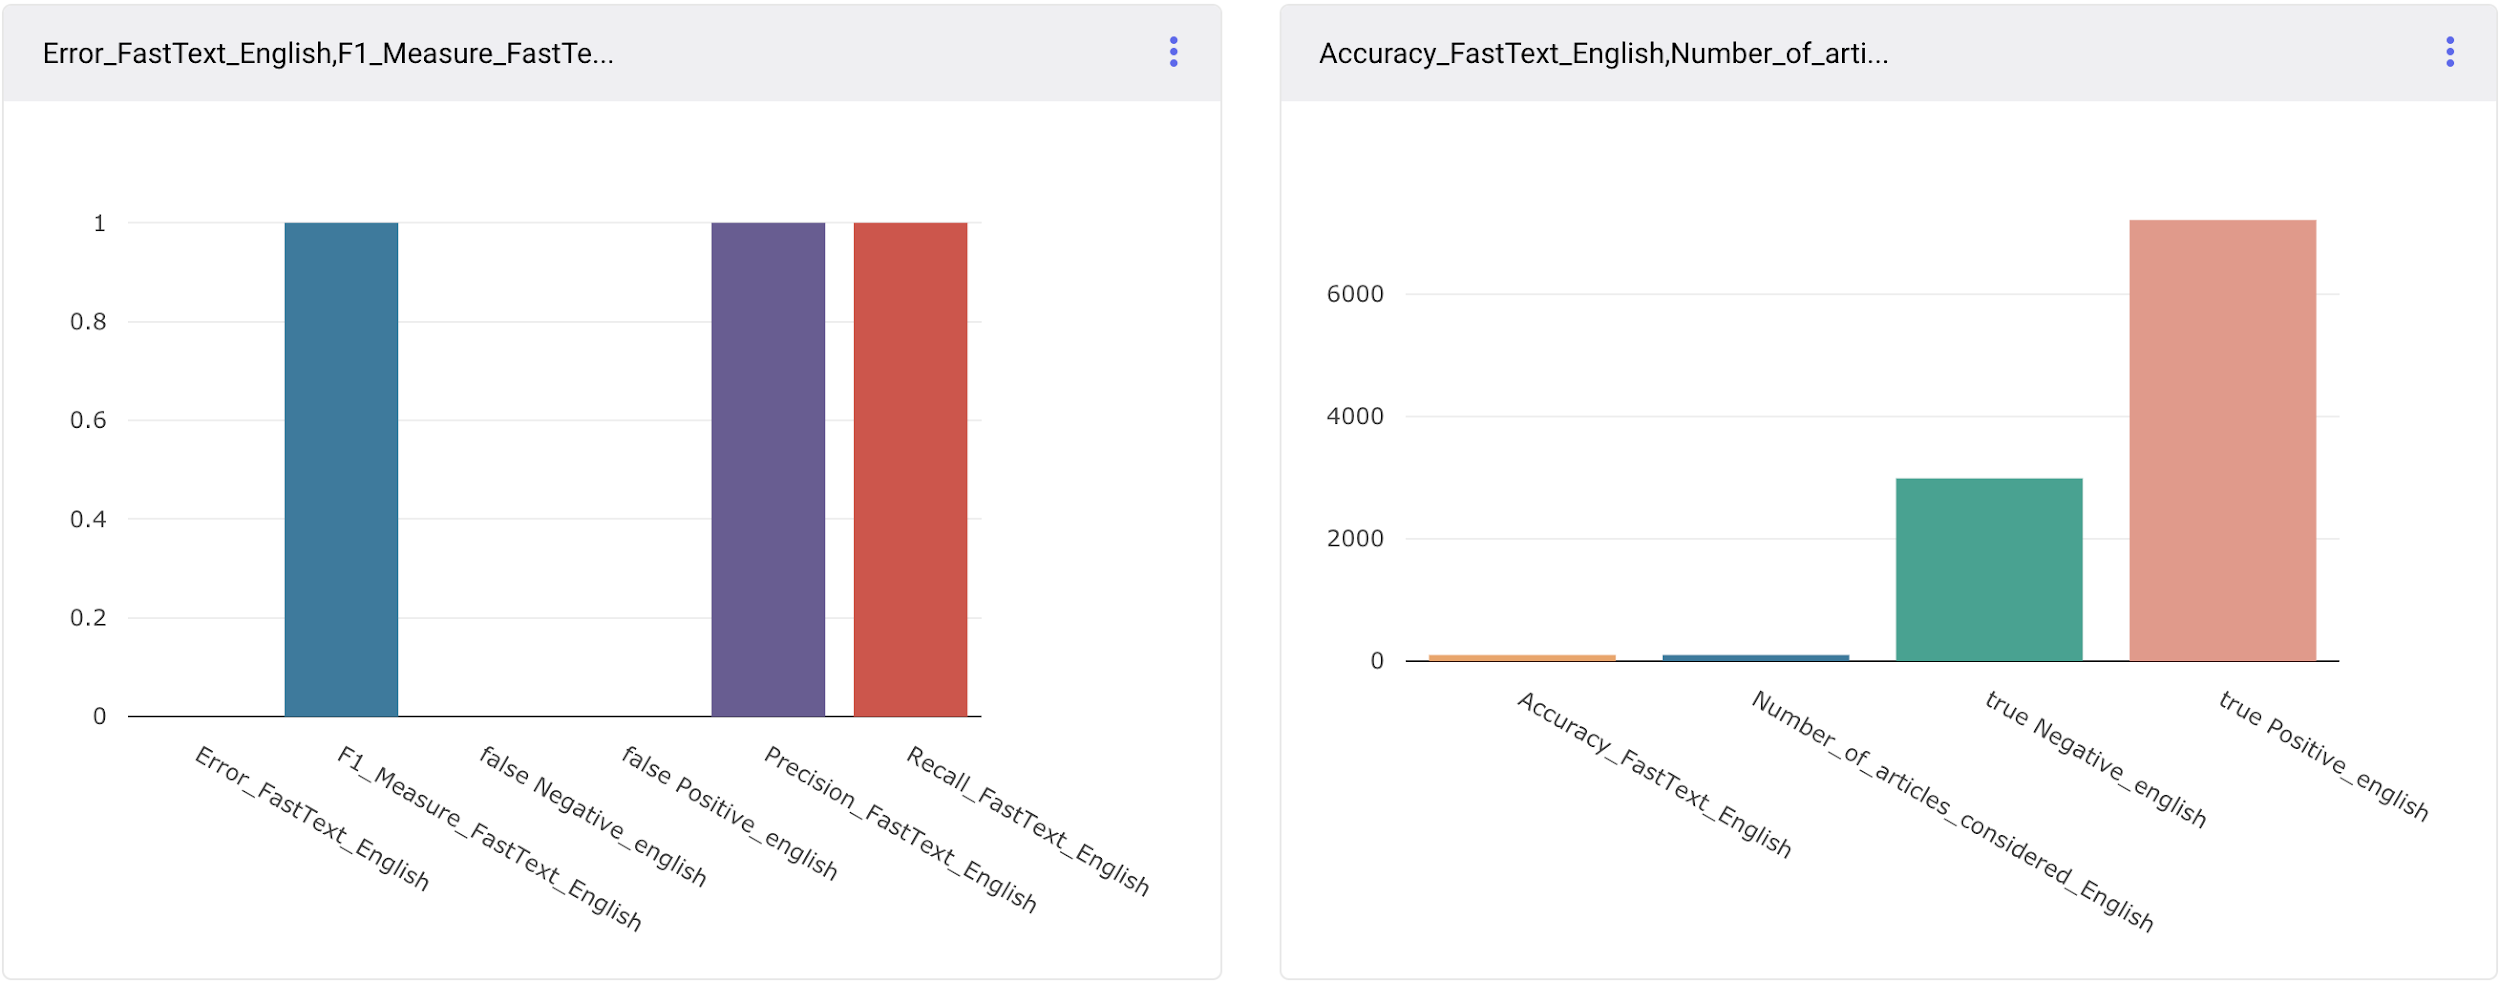 Error_FastText_English,F1_Measure_FastTe...
1
0.8
0.6
0.4
0.2
0
Error_FastText_English
F1_Measure_FastText_English
false Negative_english
false Positive_english
Precision_FastText_English
Recall_FastText_English
Accuracy_FastText_English,Number_of_arti...
6000
4000
2000
0
Accuracy_FastText_English
Number_of_articles_considered_English
true Negative_english
true Positive_english